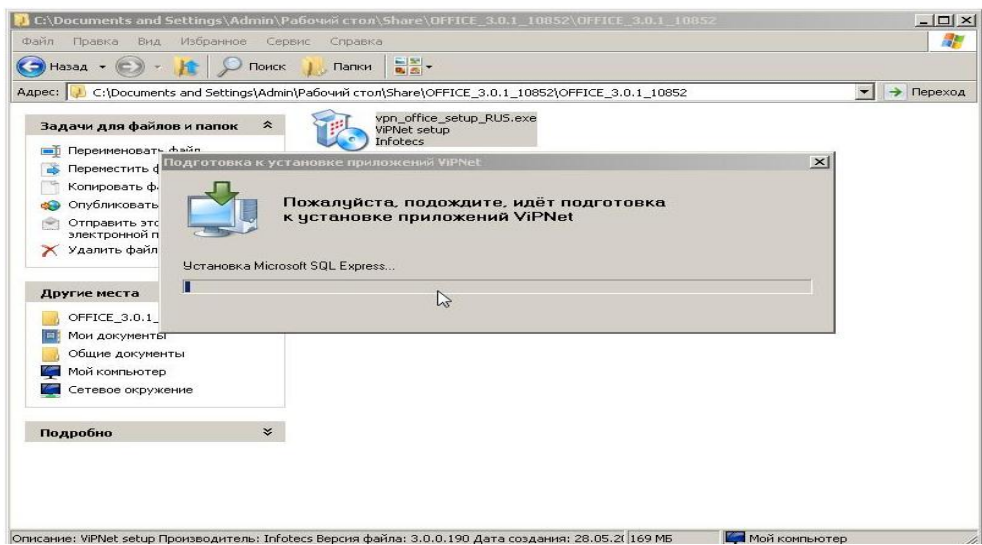 C:\Documents and Settings\Admin\Рабочий стол\Share\OFFICE_3.0.1_10852\OFFICE_3.0.1_10852
Файл Правка Вид Избранное Сервис Справка
Назад Поиск Папки
Адрес: C:\Documents and Settings\Admin\Рабочий стол\Share\OFFICE_3.0.1_10852\OFFICE_3.0.1_10852 Переход
Задачи для файлов и папок
Переименовать файл
Переместить ф
Копировать ф
Опубликовать
Отправить это
электронной п
Удалить файл
Другие места
OFFICE_3.0.1_
Мои документы
Общие документы
Мой компьютер
Сетевое окружение
Подробно
vpn_office_setup_RUS.exe
ViPNet setup
Infotecs
Подготовка к установке приложений ViPNet
Пожалуйста, подождите, идёт подготовка
к установке приложений ViPNet
Установка Microsoft SQL Express...
Описание: ViPNet setup Производитель: Infotecs Версия файла: 3.0.0.190 Дата создания: 28.05.2 169 МБ Мой компьютер